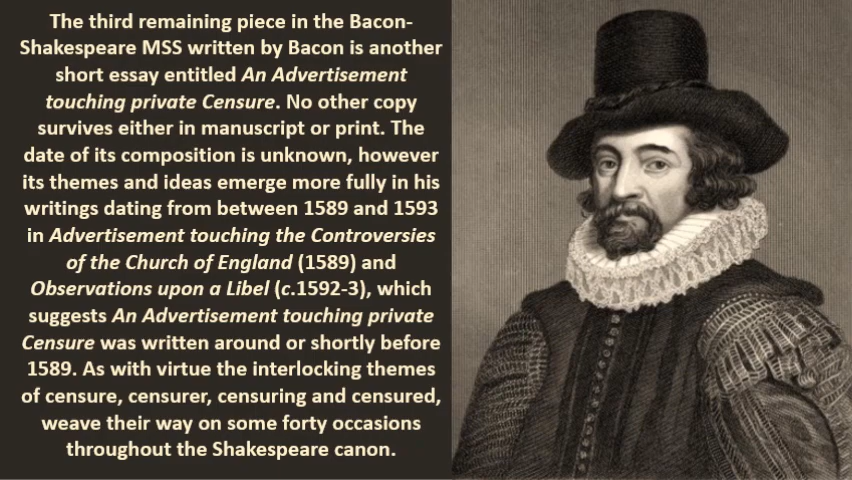 The third remaining piece in the Bacon-
Shakespeare MSS written by Bacon is another
short essay entitled An Advertisement
touching private Censure. No other copy
survives either in manuscript or print. The
date of its composition is unknown, however
its themes and ideas emerge more fully in his
writings dating from between 1589 and 1593
in Advertisement touching the Controversies
of the Church of England (1589) and
Observations upon a Libel (c.1592-3), which
suggests An Advertisement touching private
Censure was written around or shortly before
1589. As with virtue the interlocking themes
of censure, censurer, censuring and censured,
weave their way on some forty occasions
throughout the Shakespeare canon.